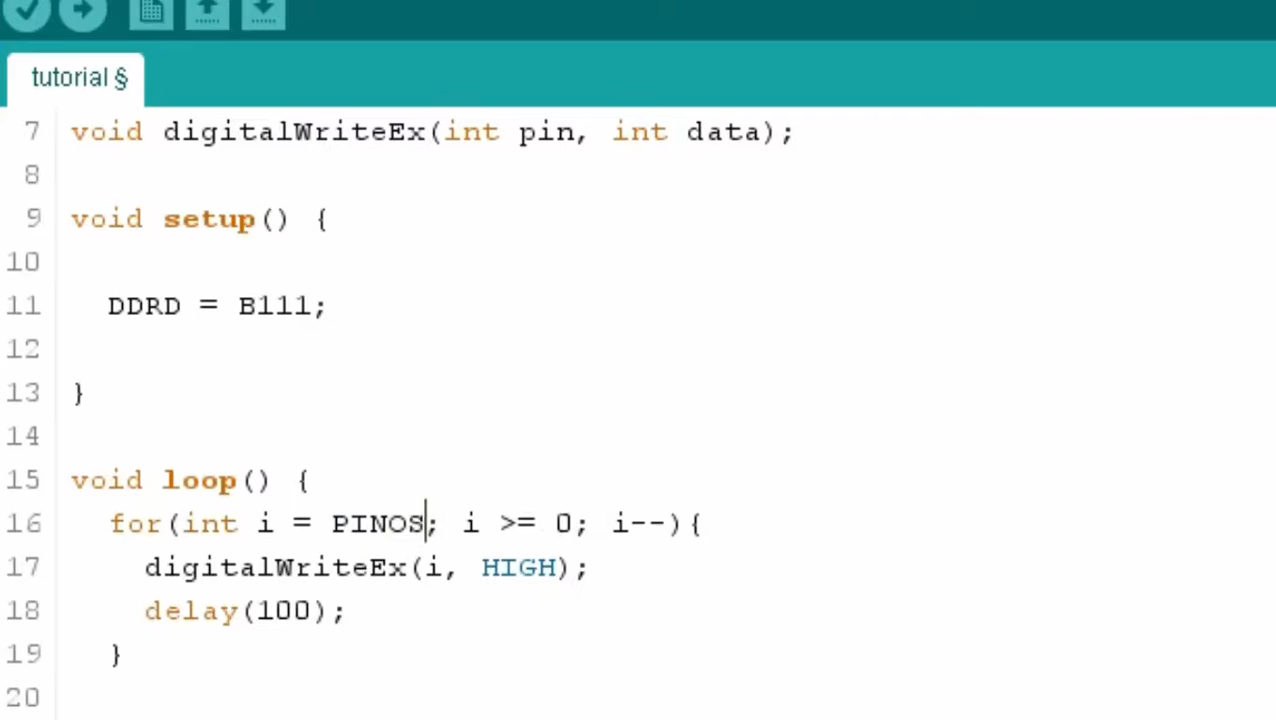 tutorial §
7 void digitalWriteEx(int pin, int data);
8
9 void setup() {
10
11 DDRD = B111;
12
13 }
14
15 void loop() {
16 for(int i = PINOS; i >= 0; i--){
17 digitalWriteEx(i, HIGH);
18 delay(100);
19 }
20